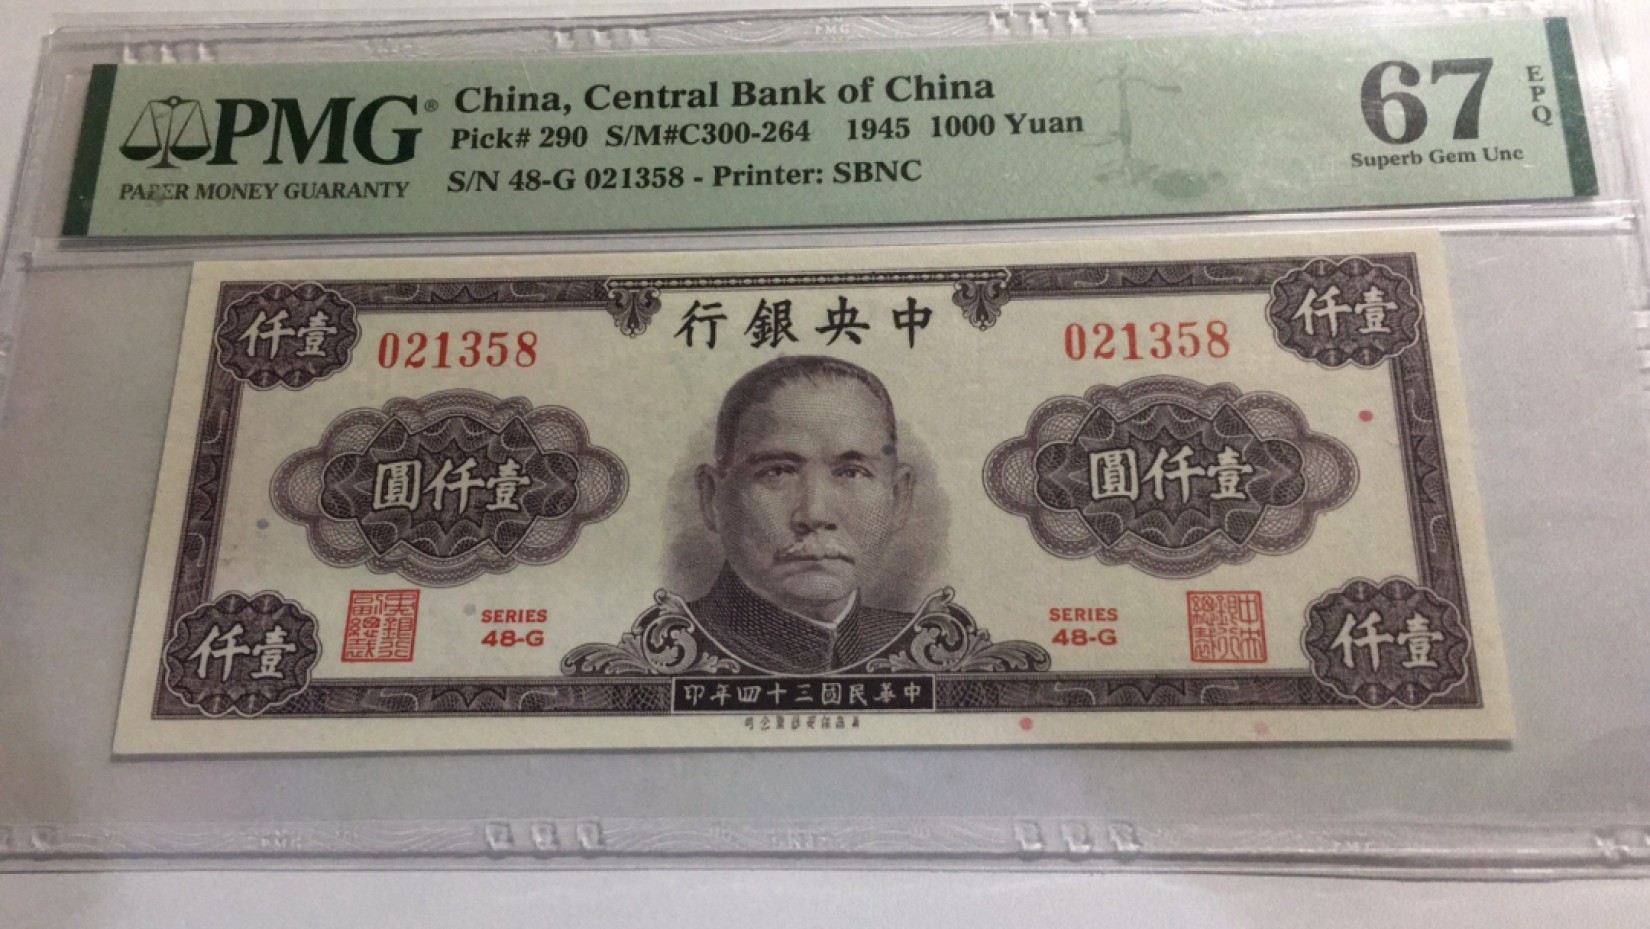 PMG®
PAPER MONEY GUARANTY
China, Central Bank of China
Pick# 290 S/M#C300-264 1945 1000 Yuan
S/N 48-G 021358 - Printer: SBNC
67
EPQ
Superb Gem Unc
行銀央中
仟壹
仟壹
021358
021358
圓仟壹
圓仟壹
SERIES
48-G
SERIES
48-G
仟壹
仟壹
印年四十三國民華中